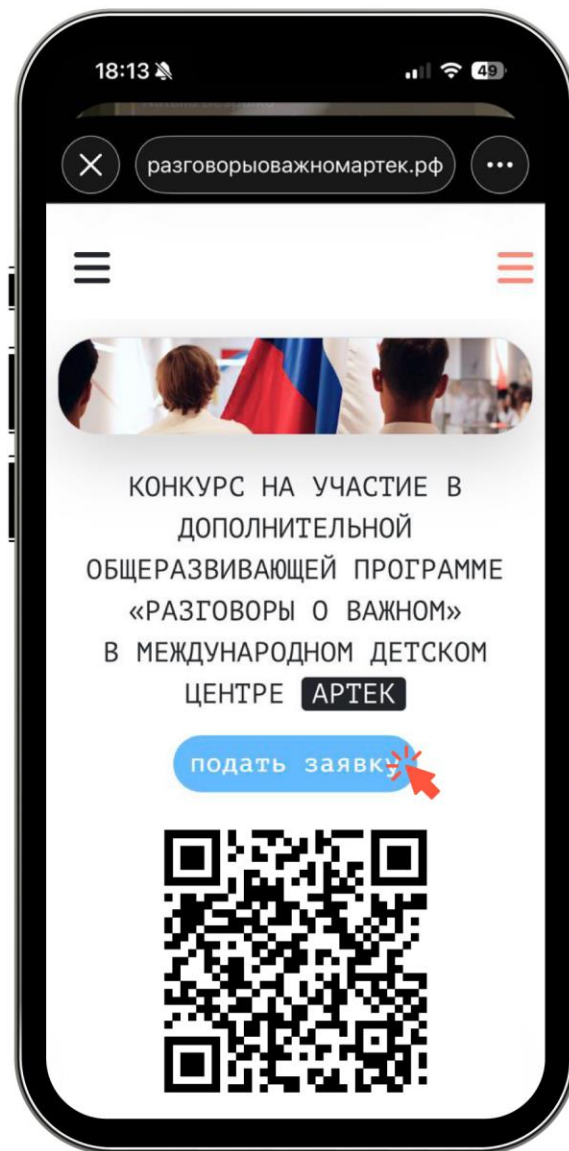 18:13
49
разговорыоважномартек.рф
КОНКУРС НА УЧАСТИЕ В
ДОПОЛНИТЕЛЬНОЙ
ОБЩЕРАЗВИВАЮЩЕЙ ПРОГРАММЕ
«РАЗГОВОРЫ О ВАЖНОМ»
В МЕЖДУНАРОДНОМ ДЕТСКОМ
ЦЕНТРЕ АРТЕК
подать заявку